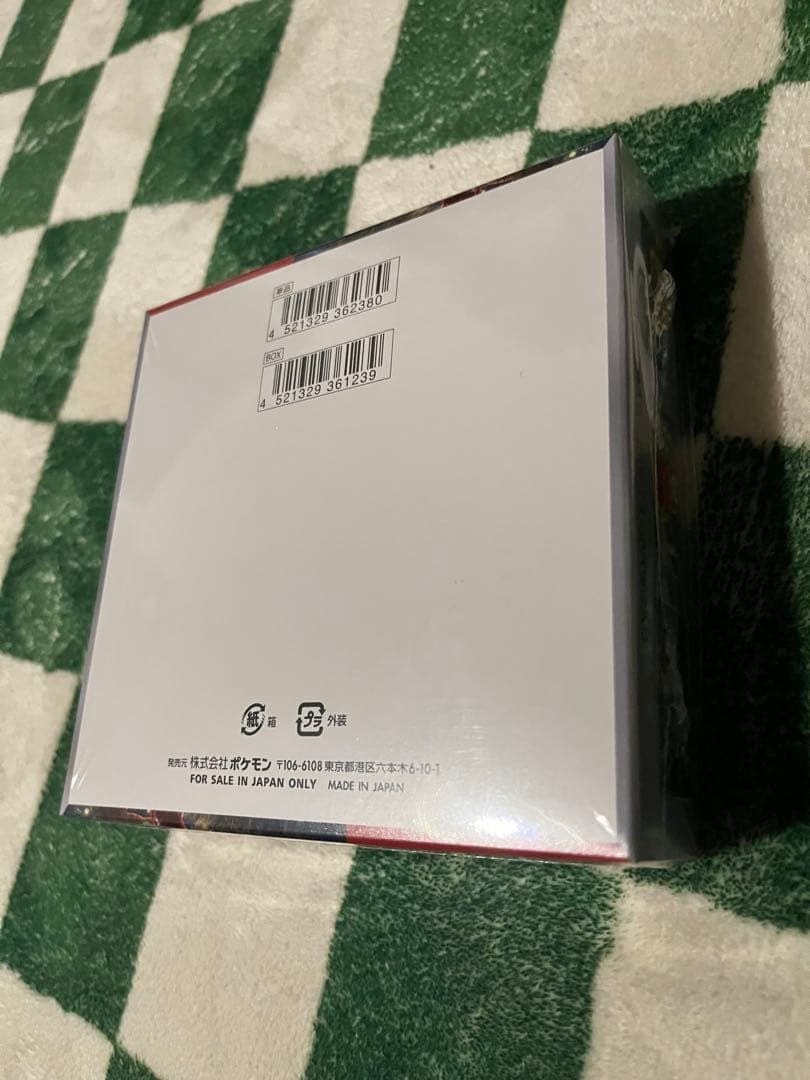 単品
4 521329 362380
BOX
4 521329 361239
紙 箱 プラ 外装
発売元 株式会社ポケモン 〒106-6108 東京都港区六本木6-10-1
FOR SALE IN JAPAN ONLY MADE IN JAPAN